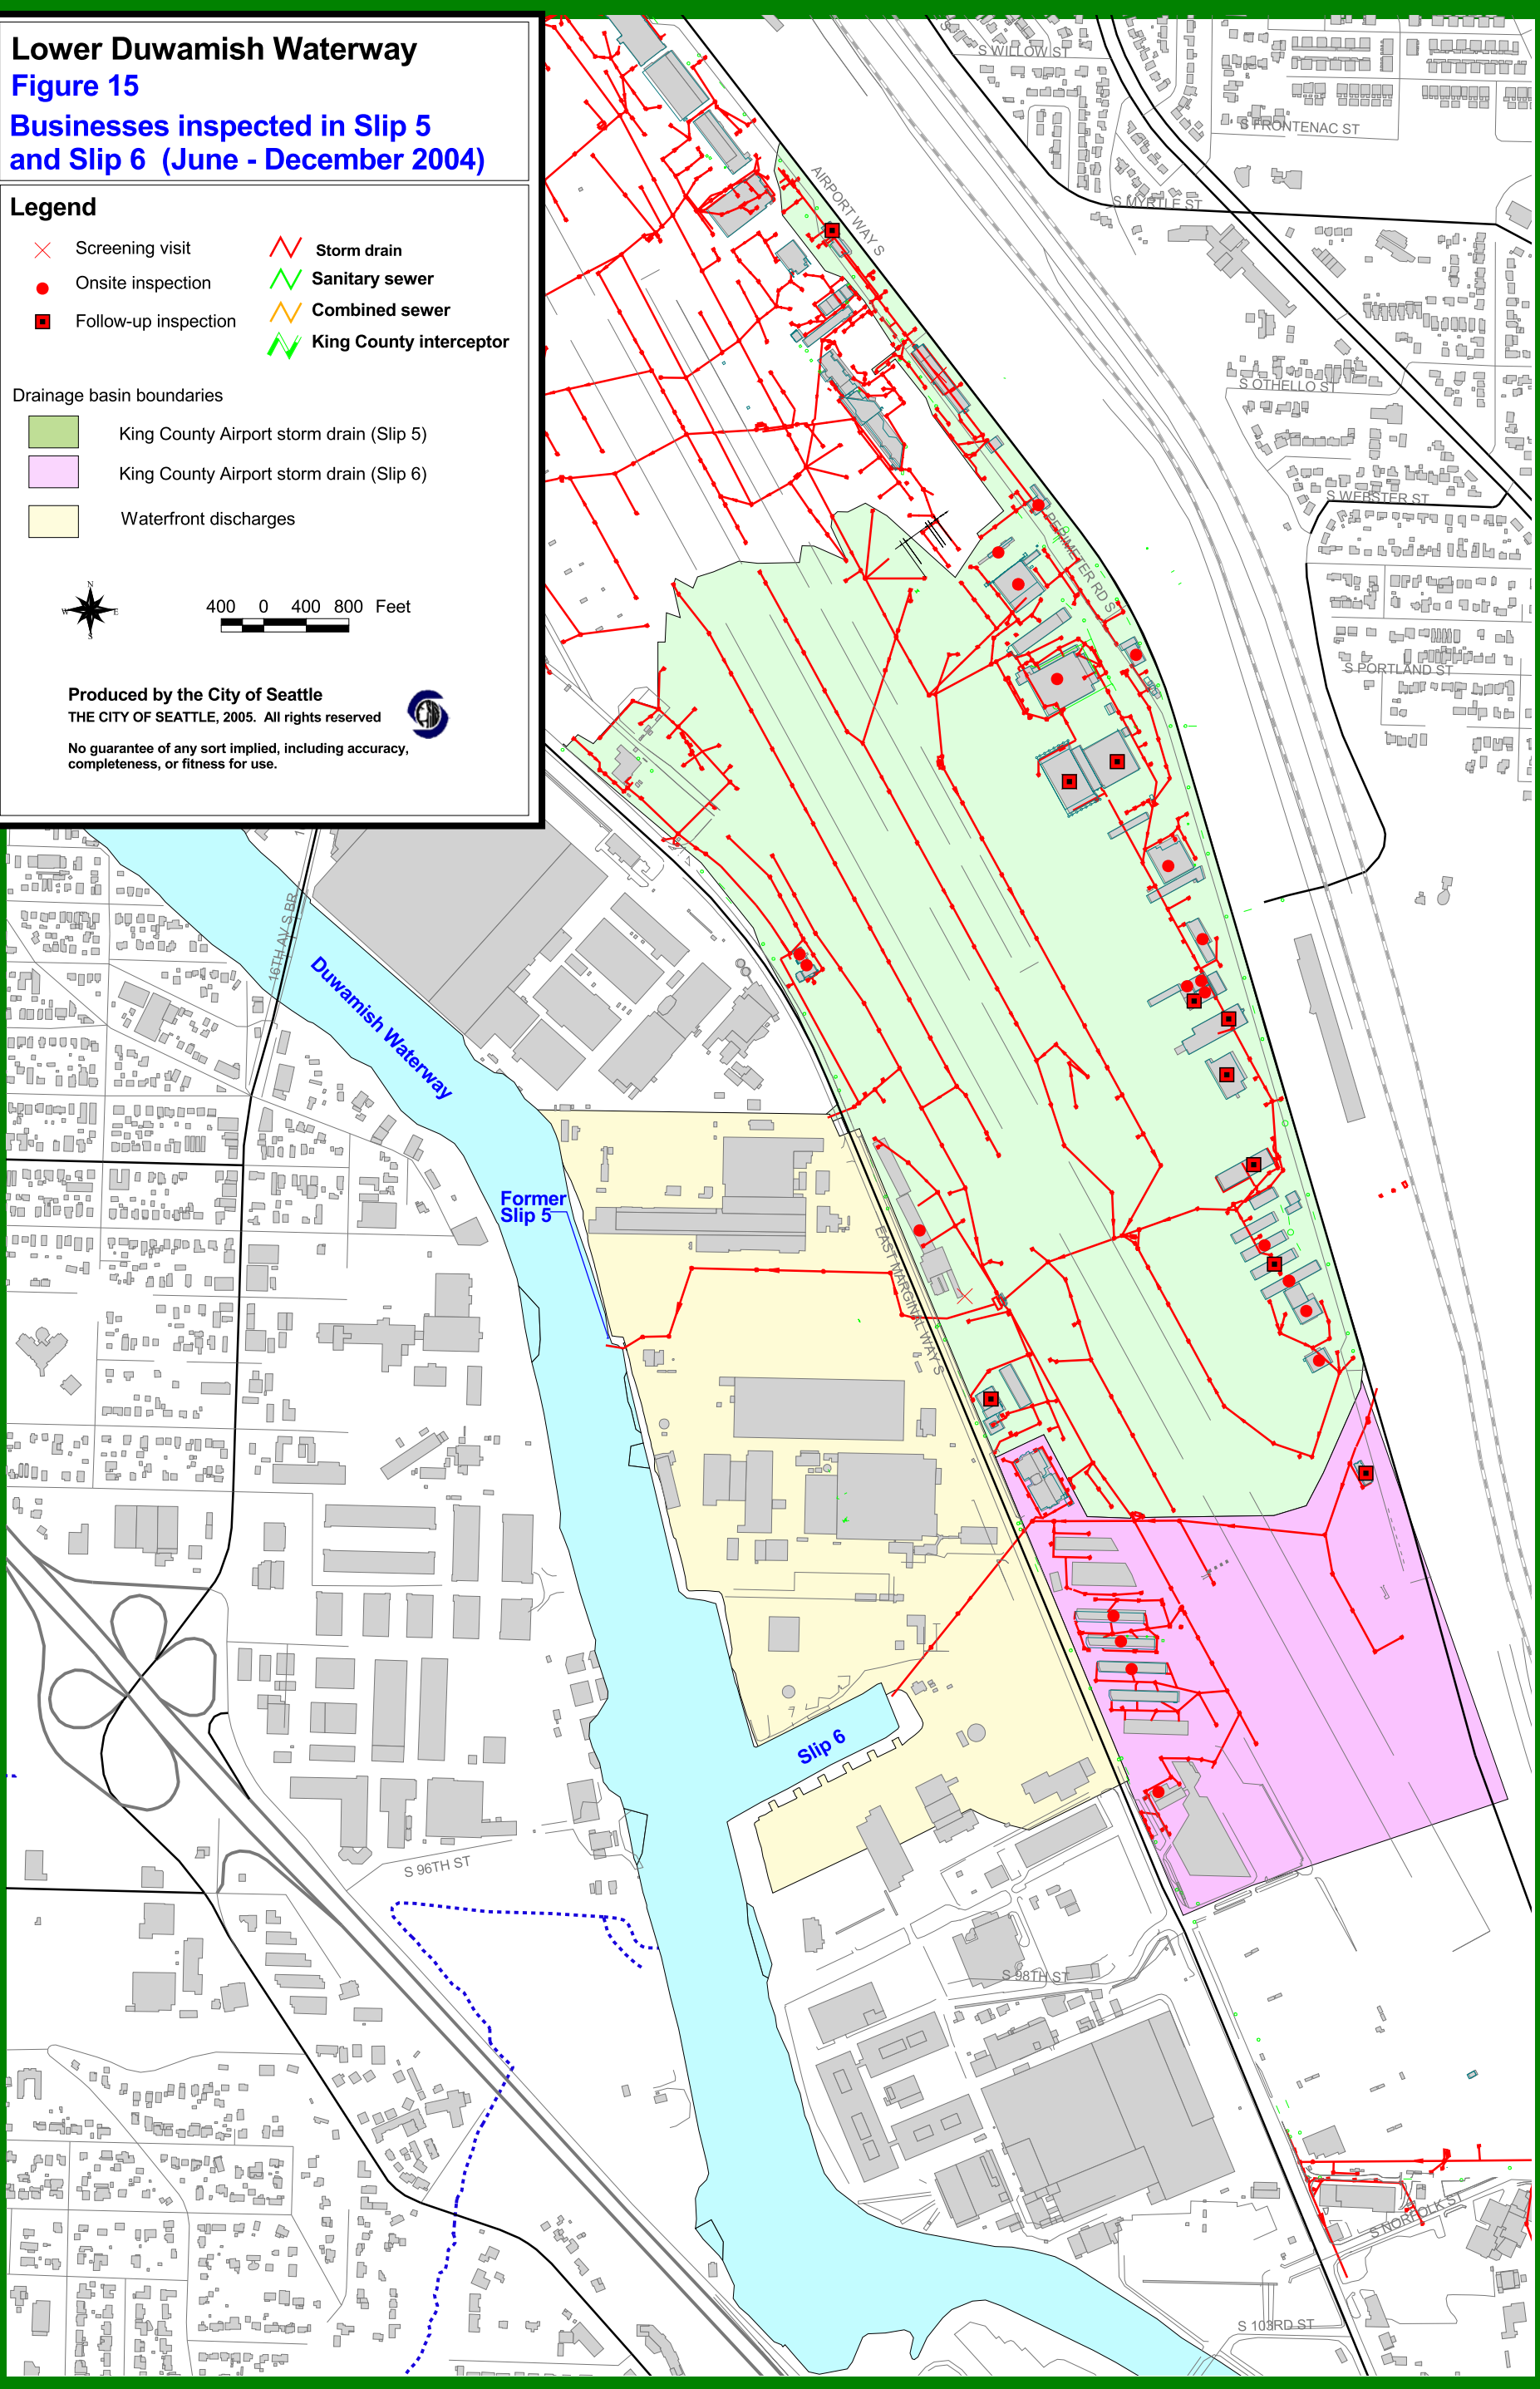 Lower Duwamish Waterway
Figure 15
Businesses inspected in Slip 5
and Slip 6 (June - December 2004)
Legend
Screening visit
Onsite inspection
Follow-up inspection
Storm drain
Sanitary sewer
Combined sewer
King County interceptor
Drainage basin boundaries
King County Airport storm drain (Slip 5)
King County Airport storm drain (Slip 6)
Waterfront discharges
N
W
E
S
400 0 400 800 Feet
Produced by the City of Seattle
THE CITY OF SEATTLE, 2005. All rights reserved
No guarantee of any sort implied, including accuracy,
completeness, or fitness for use.
S WILLOW ST
S FRONTENAC ST
AIRPORT WAY S
S MYRTLE ST
S OTHELLO ST
S WEBSTER ST
PERIMETER RD S
S PORTLAND ST
16TH AV S BR
Duwamish Waterway
Former
Slip 5
EAST MARGINAL WAY S
Slip 6
S 96TH ST
S 98TH ST
S NORFOLK ST
S 103RD ST